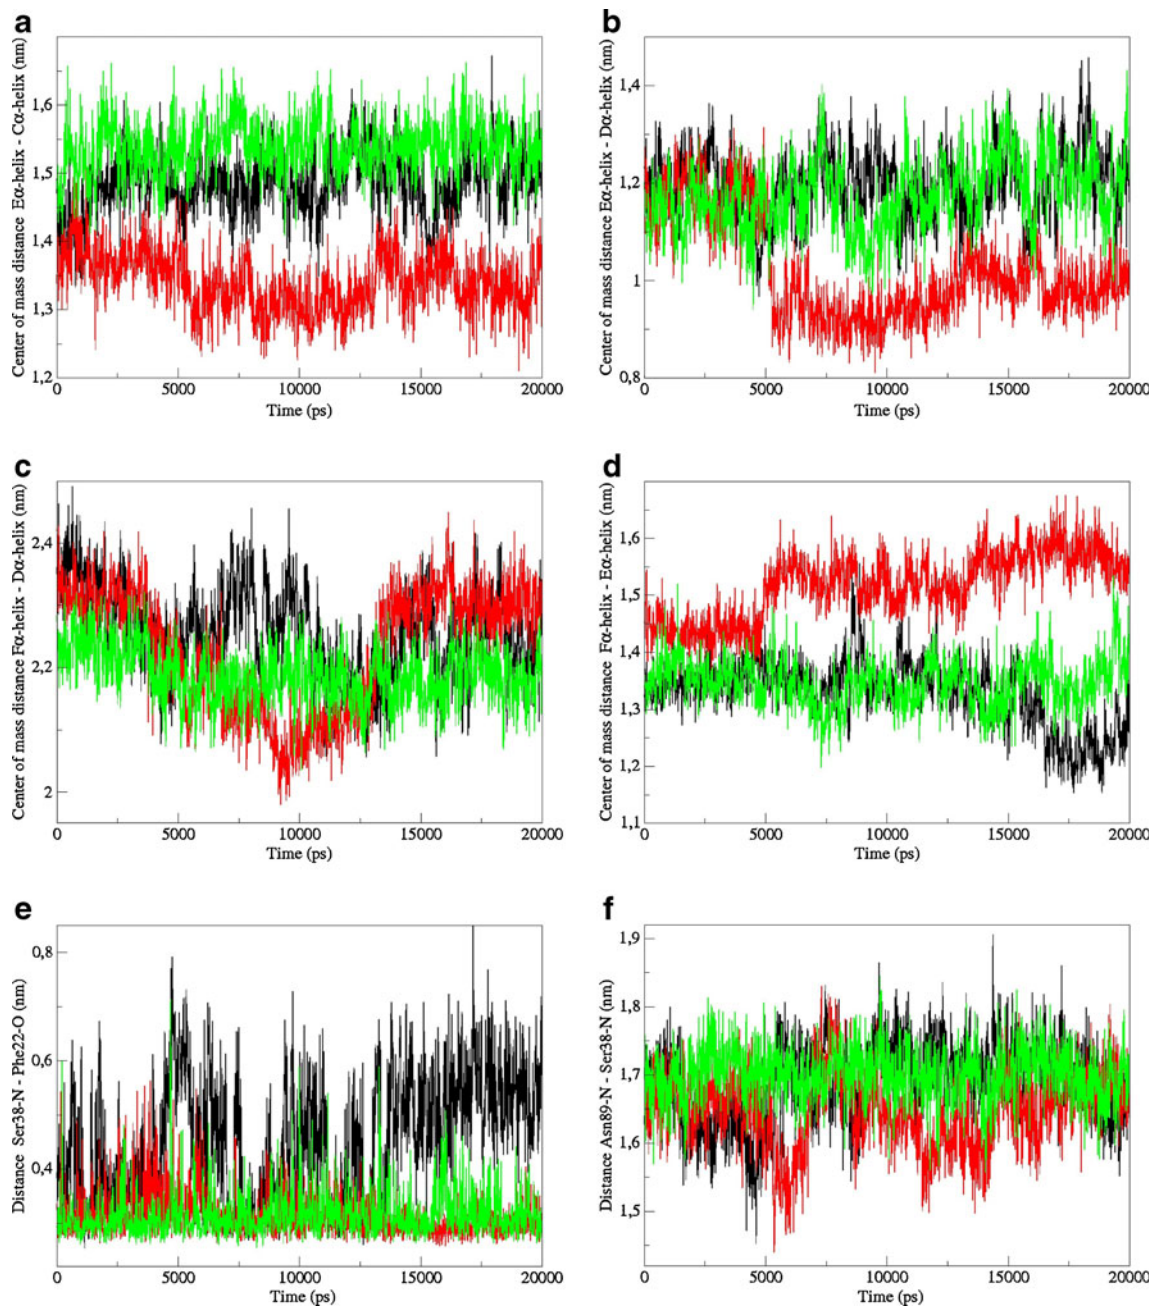 a
Center of mass distance Eα-helix - Cα-helix (nm)
1,6
1,5
1,4
1,3
1,2
0 5000 10000 15000 20000
Time (ps)
b
Center of mass distance Eα-helix - Dα-helix (nm)
1,4
1,2
1
0,8
0 5000 10000 15000 20000
Time (ps)
c
Center of mass distance Fα-helix - Dα-helix (nm)
2,4
2,2
2
0 5000 10000 15000 20000
Time (ps)
d
Center of mass distance Fα-helix - Eα-helix (nm)
1,6
1,5
1,4
1,3
1,2
1,1
0 5000 10000 15000 20000
Time (ps)
e
Distance Ser38-N - Phe22-O (nm)
0,8
0,6
0,4
0 5000 10000 15000 20000
Time (ps)
f
Distance Asn89-N - Ser38-N (nm)
1,9
1,8
1,7
1,6
1,5
0 5000 10000 15000 20000
Time (ps)